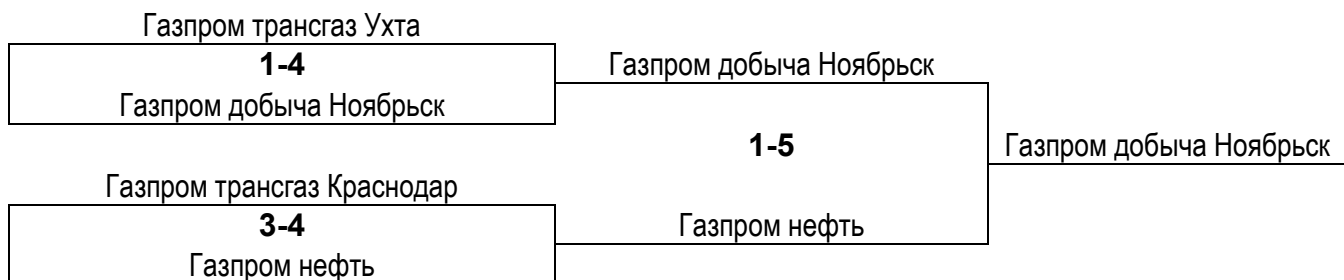 Газпром трансгаз Ухта
1-4
Газпром добыча Ноябрьск
Газпром добыча Ноябрьск
1-5
Газпром добыча Ноябрьск
Газпром трансгаз Краснодар
3-4
Газпром нефть
Газпром нефть